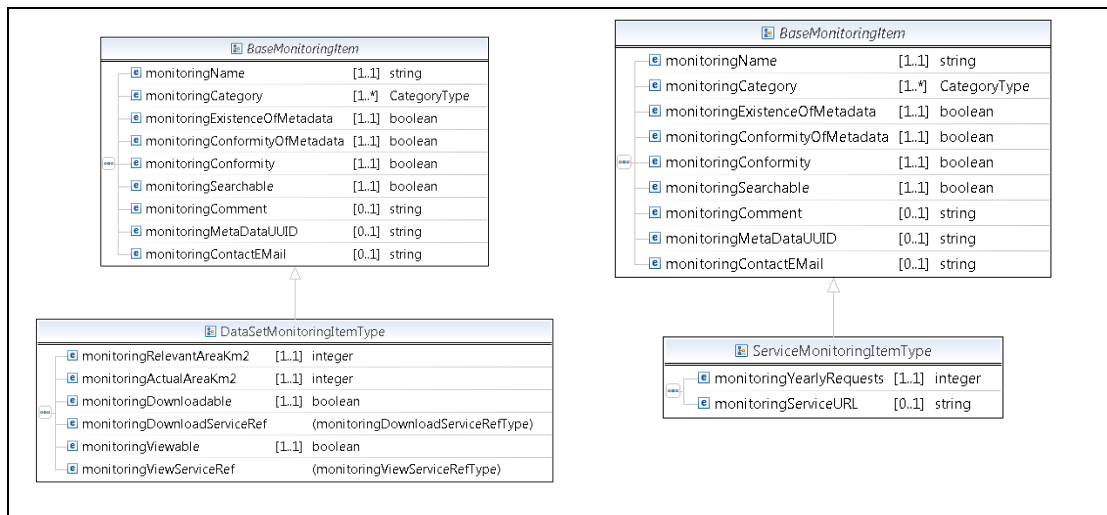 BaseMonitoringItem
monitoringName [1..1] string
monitoringCategory [1..*] CategoryType
monitoringExistenceOfMetadata [1..1] boolean
monitoringConformityOfMetadata [1..1] boolean
monitoringConformity [1..1] boolean
monitoringSearchable [1..1] boolean
monitoringComment [0..1] string
monitoringMetaDataUUID [0..1] string
monitoringContactEMail [0..1] string
DataSetMonitoringItemType
monitoringRelevantAreaKm2 [1..1] integer
monitoringActualAreaKm2 [1..1] integer
monitoringDownloadable [1..1] boolean
monitoringDownloadServiceRef (monitoringDownloadServiceRefType)
monitoringViewable [1..1] boolean
monitoringViewServiceRef (monitoringViewServiceRefType)
BaseMonitoringItem
monitoringName [1..1] string
monitoringCategory [1..*] CategoryType
monitoringExistenceOfMetadata [1..1] boolean
monitoringConformityOfMetadata [1..1] boolean
monitoringConformity [1..1] boolean
monitoringSearchable [1..1] boolean
monitoringComment [0..1] string
monitoringMetaDataUUID [0..1] string
monitoringContactEMail [0..1] string
ServiceMonitoringItemType
monitoringYearlyRequests [1..1] integer
monitoringServiceURL [0..1] string